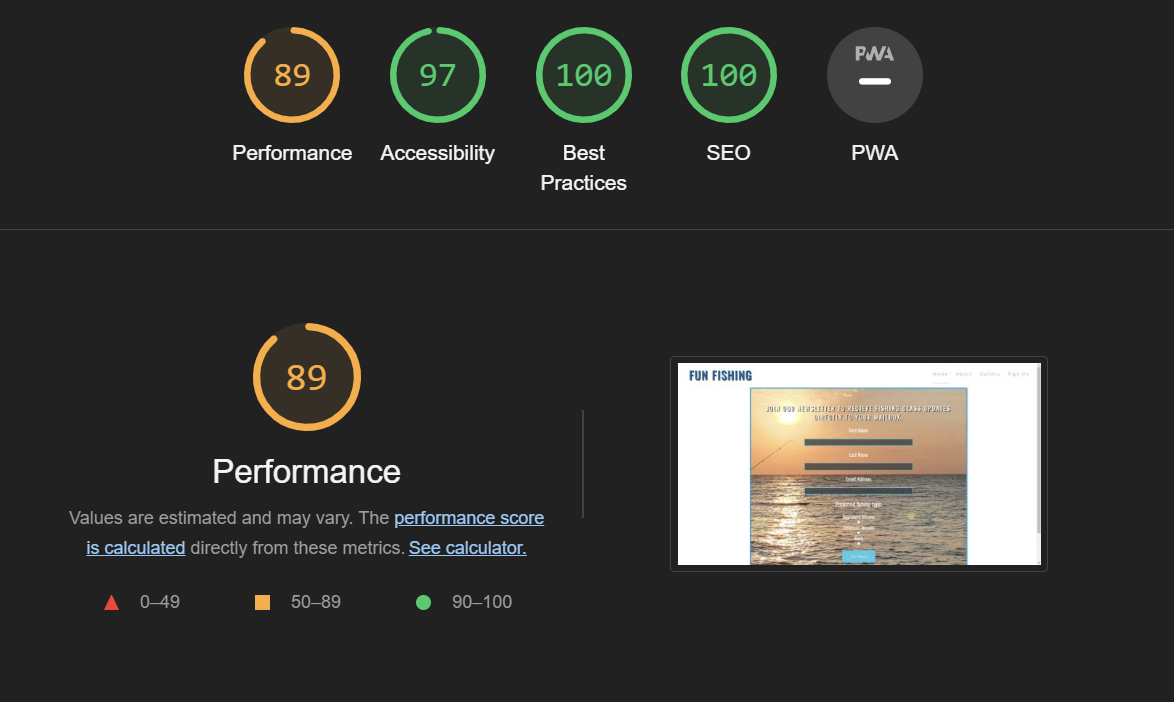 89
97
100
100
PWA
Performance
Accessibility
Best
Practices
SEO
PWA
89
Performance
Values are estimated and may vary. The performance score
is calculated directly from these metrics. See calculator.
0–49
50–89
90–100
FUN FISHING
Home About Gallery Sign Up
JOIN OUR NEWSLETTER TO RECIEVE FISHING CLASS UPDATES
DIRECTLY TO YOUR MAILBOX.
First Name
Last Name
Email Address
Preferred fishing type: